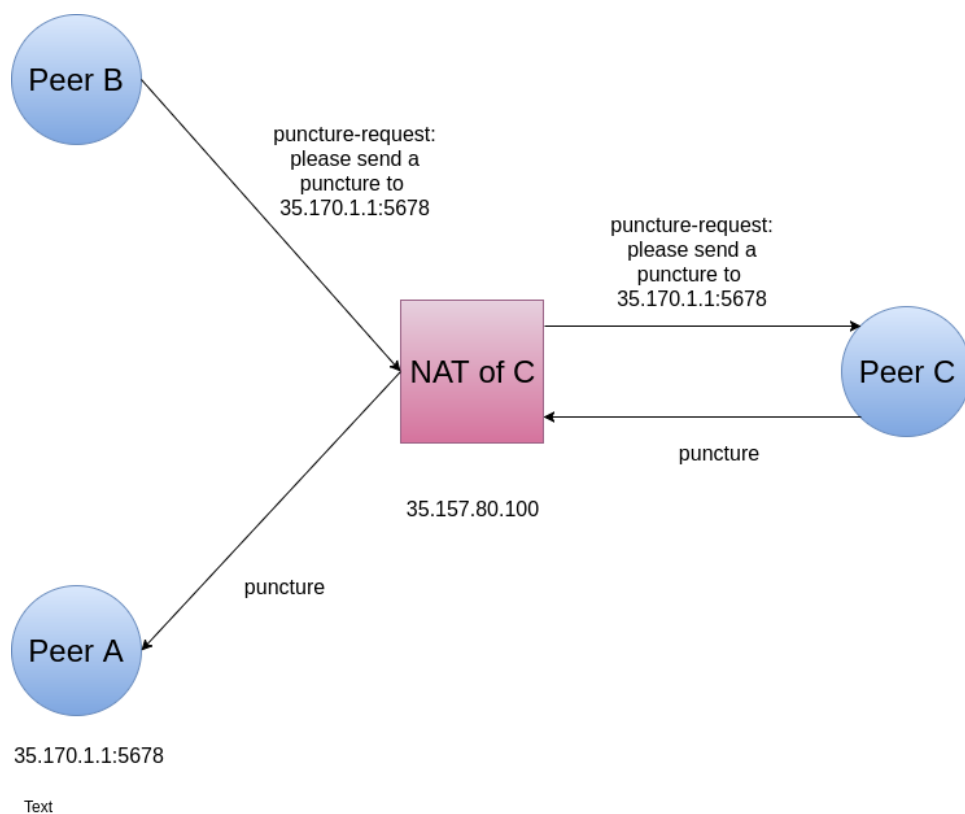 Peer B
puncture-request:
please send a
puncture to
35.170.1.1:5678
puncture-request:
please send a
puncture to
35.170.1.1:5678
NAT of C
Peer C
puncture
35.157.80.100
puncture
Peer A
35.170.1.1:5678
Text